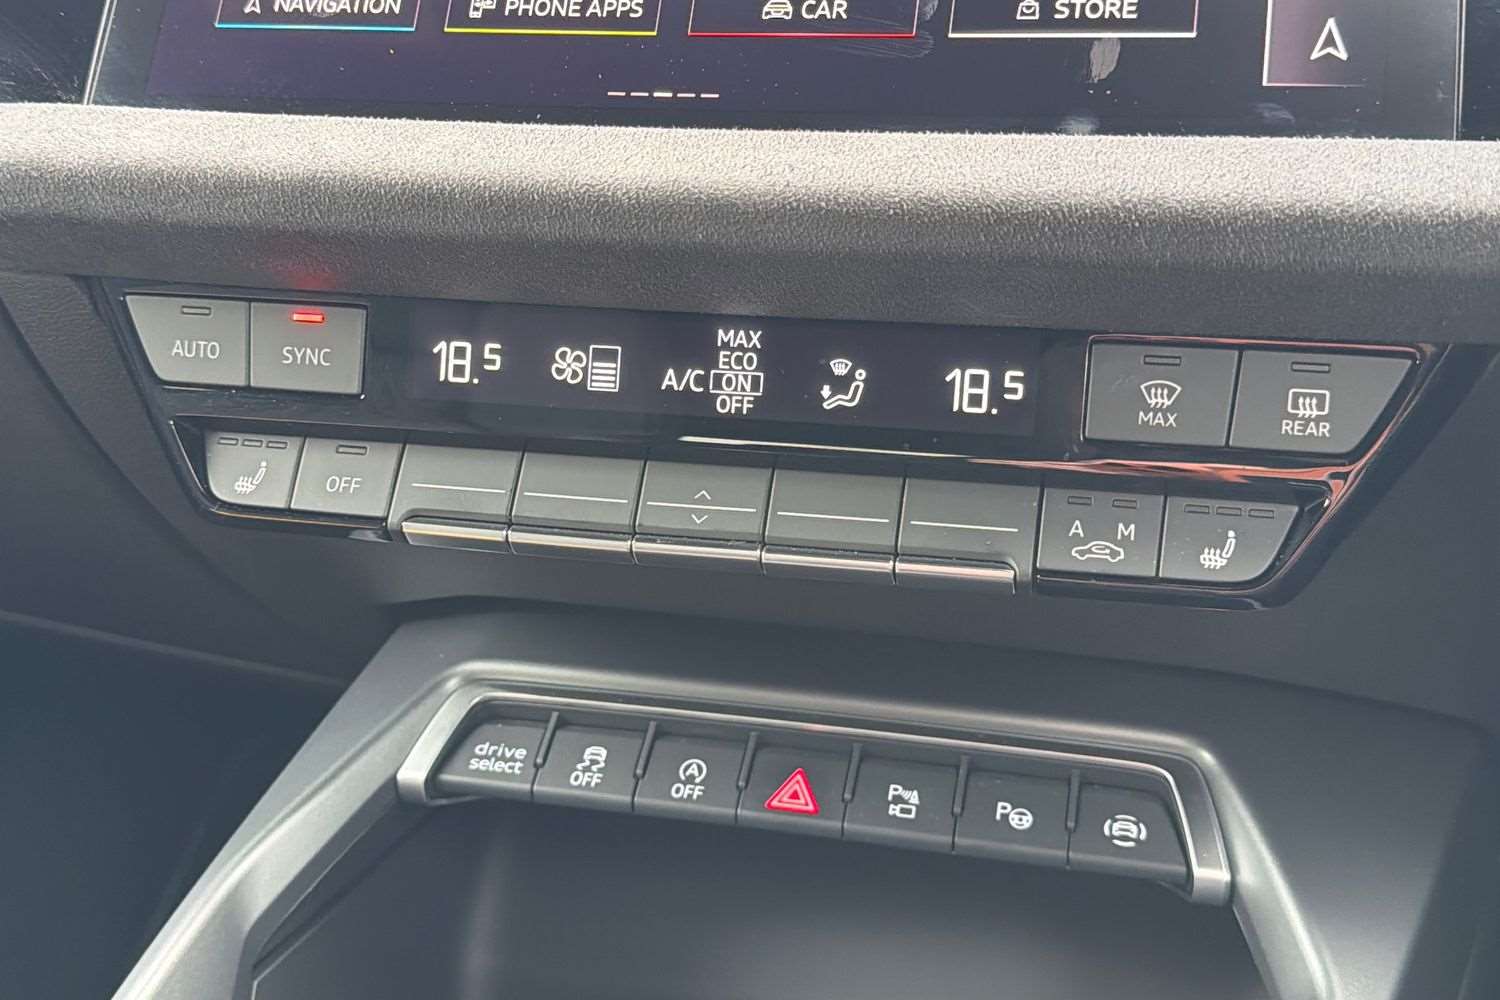 NAVIGATION
PHONE APPS
CAR
STORE
AUTO
SYNC
18.5
A/C
MAX
ECO
ON
OFF
18.5
MAX
REAR
OFF
A M
drive
select
OFF
A
OFF
P
P